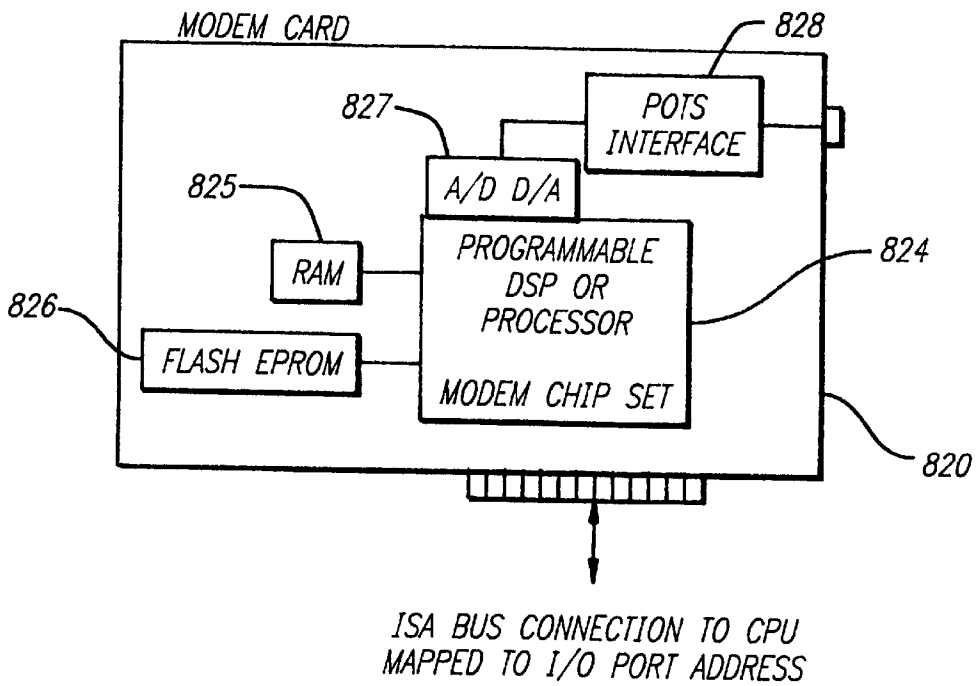 MODEM CARD
828
827
POTS
INTERFACE
A/D D/A
825
RAM
PROGRAMMABLE
DSP OR
PROCESSOR
824
826
FLASH EPROM
MODEM CHIP SET
820
ISA BUS CONNECTION TO CPU
MAPPED TO I/O PORT ADDRESS